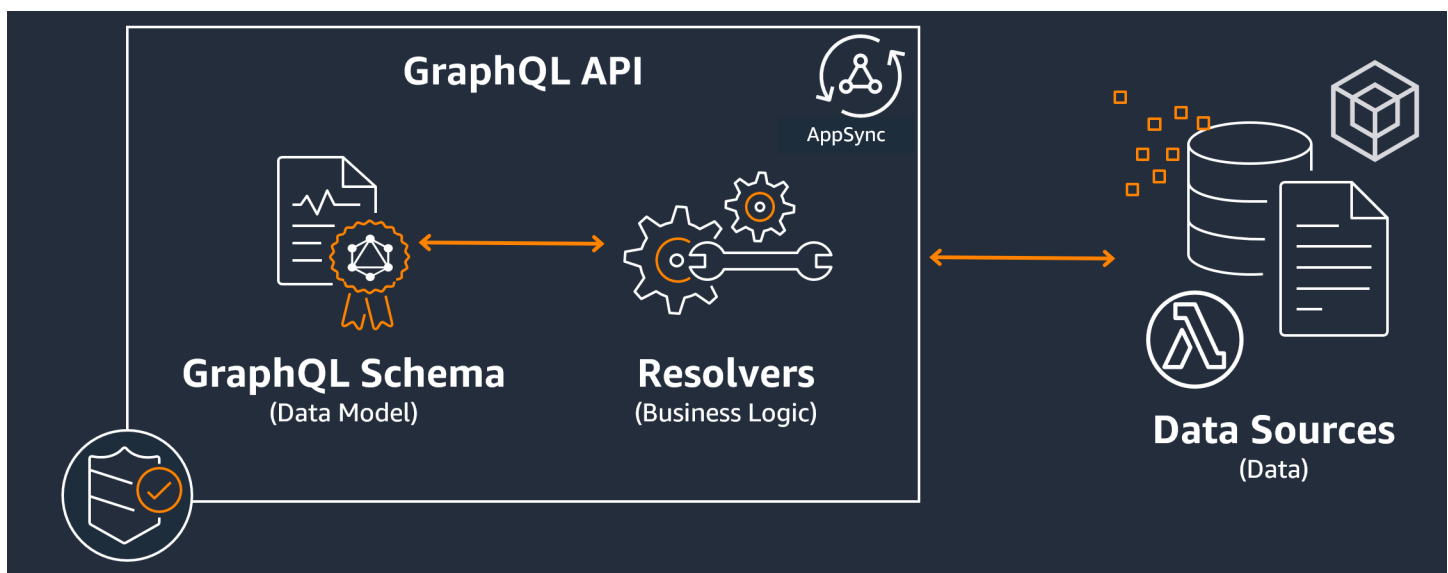 GraphQL API
AppSync
GraphQL Schema
(Data Model)
Resolvers
(Business Logic)
Data Sources
(Data)